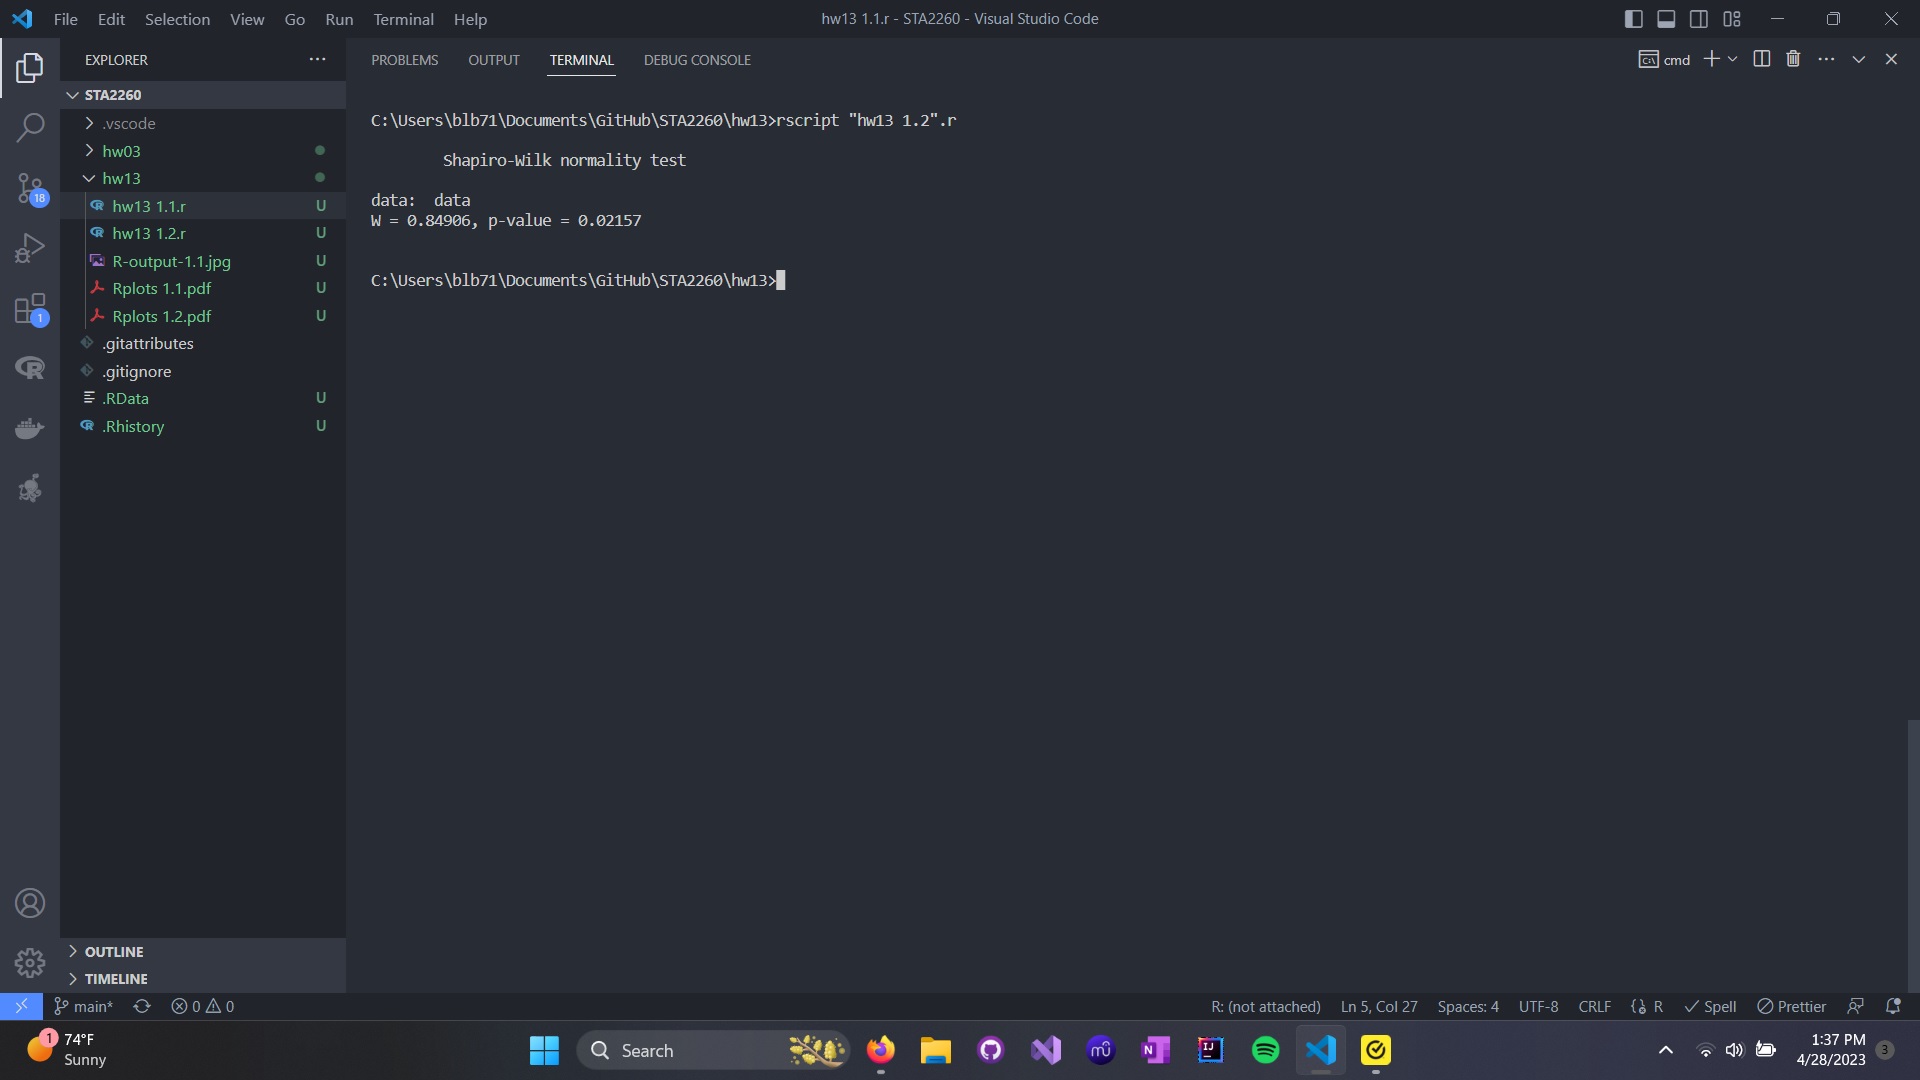 File Edit Selection View Go Run Terminal Help
hw13 1.1.r - STA2260 - Visual Studio Code
EXPLORER
PROBLEMS OUTPUT TERMINAL DEBUG CONSOLE
cmd
STA2260
.vscode
hw03
hw13
hw13 1.1.r U
hw13 1.2.r U
R-output-1.1.jpg U
Rplots 1.1.pdf U
Rplots 1.2.pdf U
.gitattributes
.gitignore
.RData U
.Rhistory U
18
1
C:\Users\blb71\Documents\GitHub\STA2260\hw13>rscript "hw13 1.2".r
Shapiro-Wilk normality test
data: data
W = 0.84906, p-value = 0.02157
C:\Users\blb71\Documents\GitHub\STA2260\hw13>
OUTLINE
TIMELINE
main* 0 0
R: (not attached) Ln 5, Col 27 Spaces: 4 UTF-8 CRLF R Spell Prettier
1
74°F
Sunny
Search
mü
N
IJ
1:37 PM
4/28/2023
3